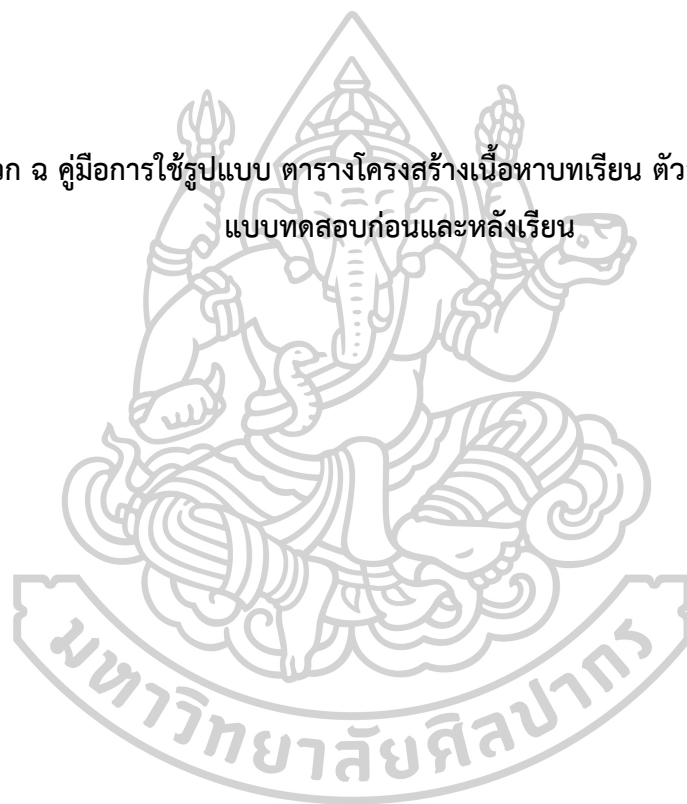 ก ฉ คู่มือการใช้รูปแบบ ตารางโครงสร้างเนื้อหาบทเรียน
แบบทดสอบก่อนและหลังเรียน
มหาวิทยาลัยศิลปากร